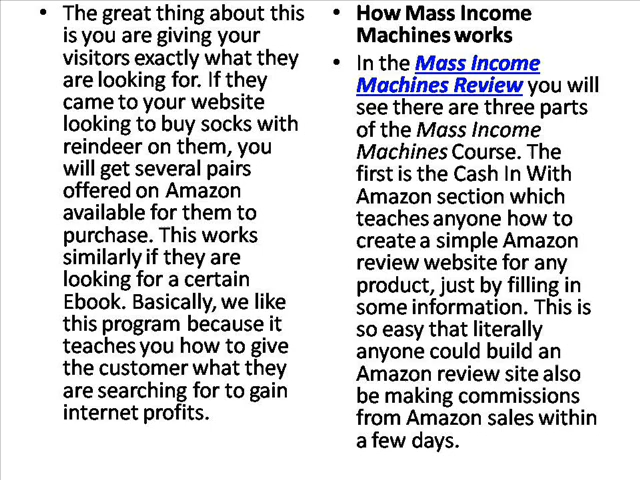 • The great thing about this
is you are giving your
visitors exactly what they
are looking for. If they
came to your website
looking to buy socks with
reindeer on them, you
will get several pairs
offered on Amazon
available for them to
purchase. This works
similarly if they are
looking for a certain
Ebook. Basically, we like
this program because it
teaches you how to give
the customer what they
are searching for to gain
internet profits.
• How Mass Income
Machines works
• In the Mass Income
Machines Review you will
see there are three parts
of the Mass Income
Machines Course. The
first is the Cash In With
Amazon section which
teaches anyone how to
create a simple Amazon
review website for any
product, just by filling in
some information. This is
so easy that literally
anyone could build an
Amazon review site also
be making commissions
from Amazon sales within
a few days.